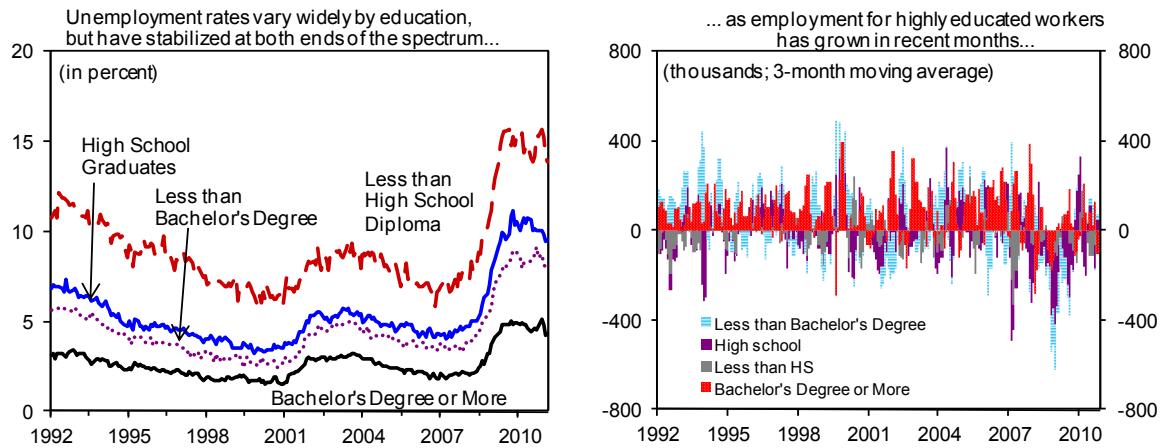 Unemployment rates vary widely by education,
but have stabilized at both ends of the spectrum...
(in percent)
20
15
10
5
0
High School
Graduates
Less than
Bachelor's Degree
Less than
High School
Diploma
Bachelor's Degree or More
1992 1995 1998 2001 2004 2007 2010
... as employment for highly educated workers
has grown in recent months...
(thousands; 3-month moving average)
800 800
400 400
0 0
-400 -400
-800 -800
Less than Bachelor's Degree
High school
Less than HS
Bachelor's Degree or More
1992 1995 1998 2001 2004 2007 2010